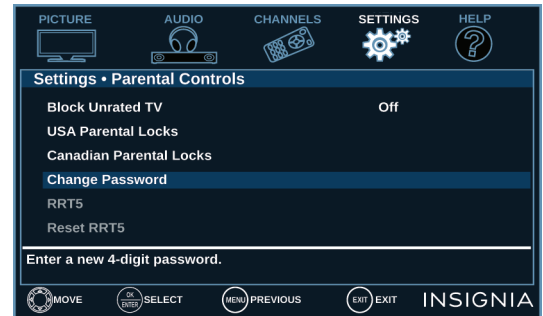 PICTURE AUDIO CHANNELS SETTINGS HELP
?
Settings • Parental Controls
Block Unrated TV Off
USA Parental Locks
Canadian Parental Locks
Change Password
RRT5
Reset RRT5
Enter a new 4-digit password.
MOVE OK ENTER SELECT MENU PREVIOUS EXIT EXIT INSIGNIA